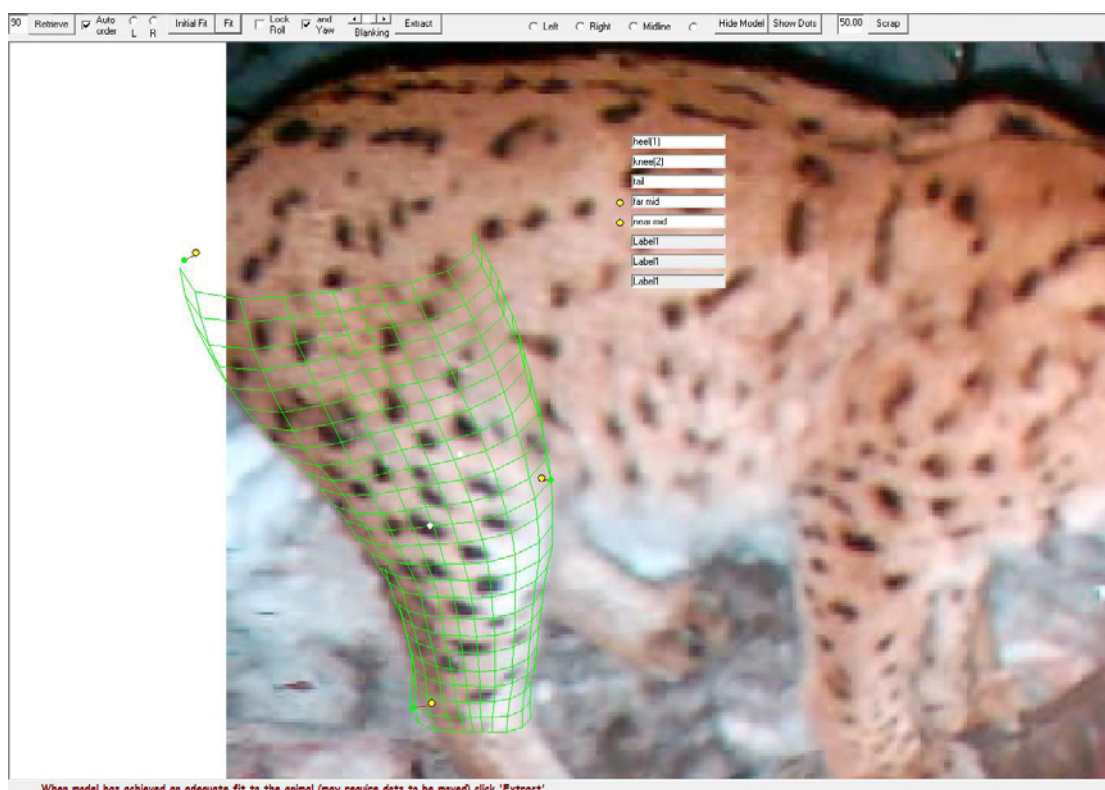 90 Retrieve Auto order L R Initial Fit Fit Lock Roll and Yaw Blanking Extract Left Right Midline Hide Model Show Dots 50.00 Scrap
heel(1)
knee(2)
tail
far mid
near mid
Label1
Label1
Label1
When model has achieved an adequate fit to the animal (may require dots to be moved) click 'Extract'